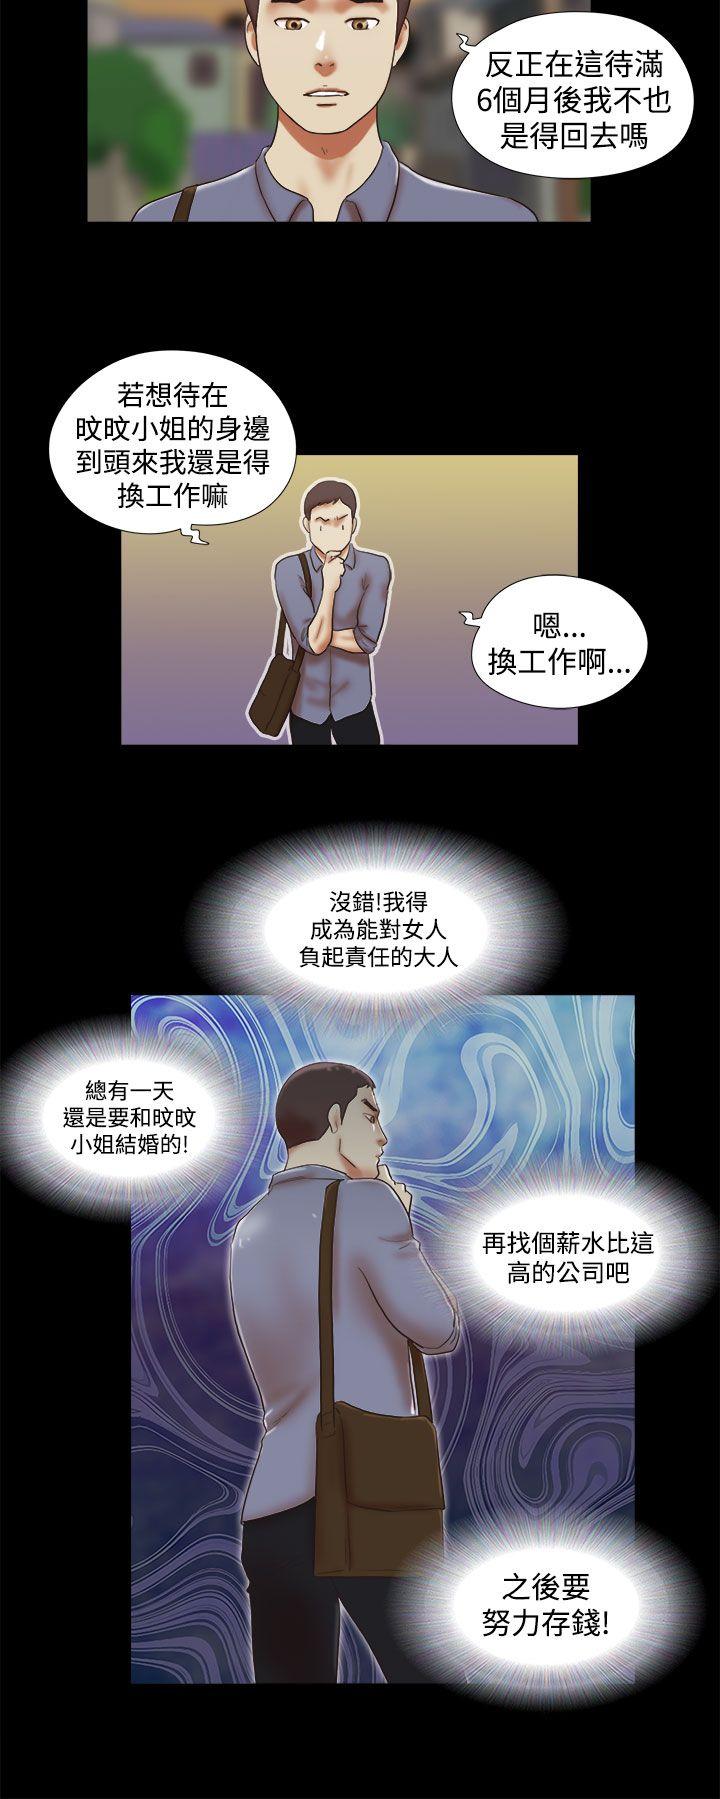 反正在這待滿
6個月後我不也
是得回去嗎
若想待在
旼旼小姐的身邊
到頭來我還是得
換工作嘛
嗯...
換工作啊...
沒錯!我得
成為能對女人
負起責任的大人
總有一天
還是要和旼旼
小姐結婚的!
再找個薪水比這
高的公司吧
之後要
努力存錢!